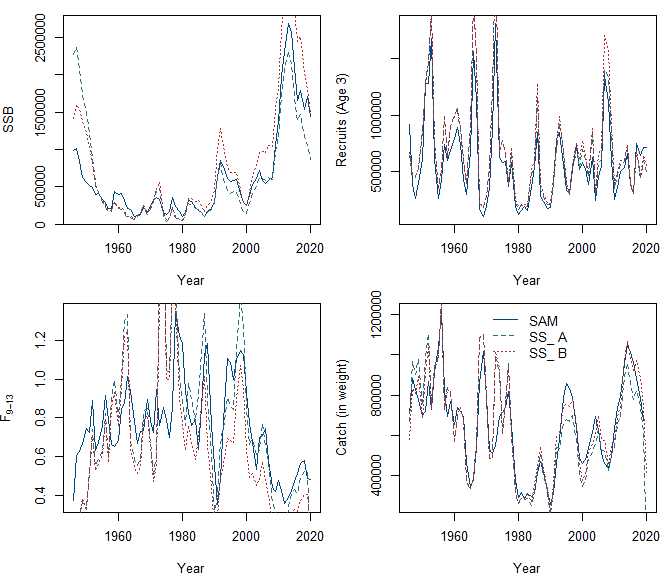 SSB
0
500000
1500000
2500000
1960
1980
2000
2020
Year
Recruits (Age 3)
500000
1000000
1960
1980
2000
2020
Year
F9−13
0.4
0.6
0.8
1.0
1.2
1960
1980
2000
2020
Year
Catch (in weight)
400000
800000
1200000
1960
1980
2000
2020
Year
SAM
SS_ A
SS_ B